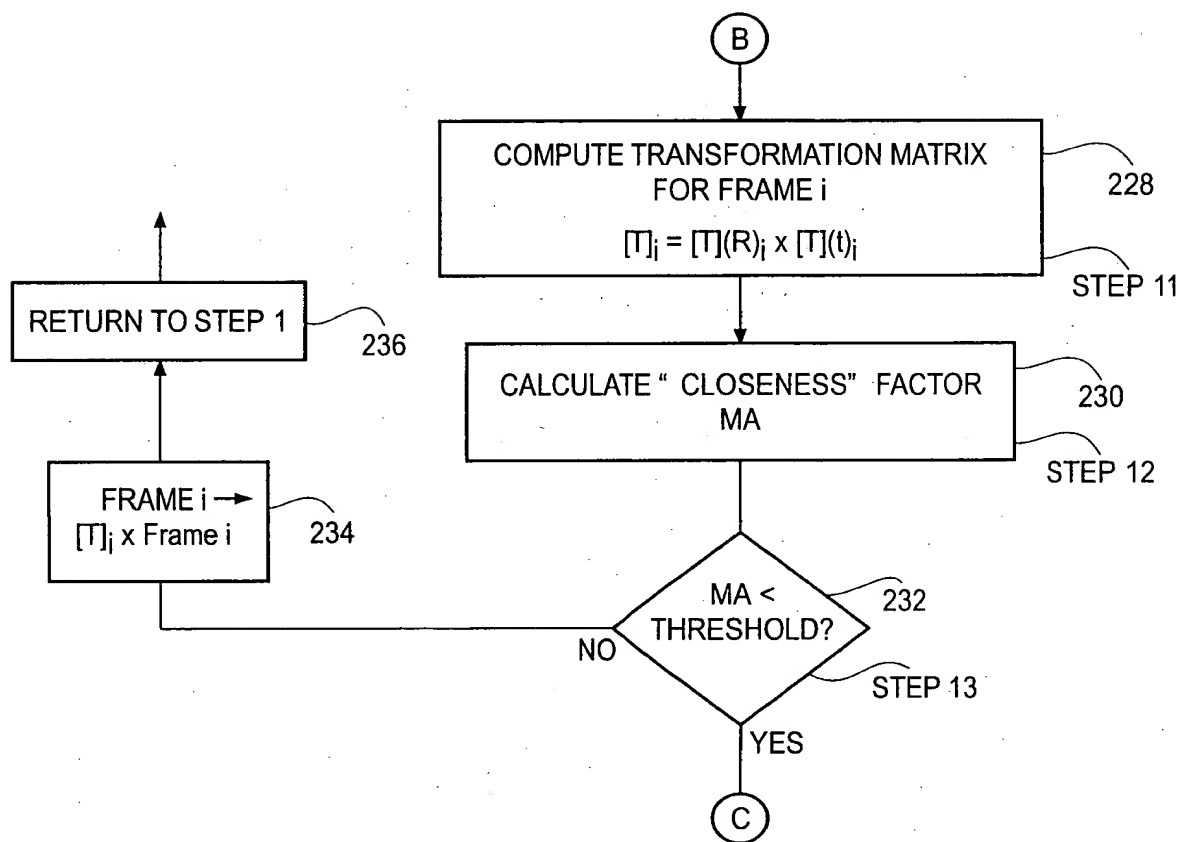 B
COMPUTE TRANSFORMATION MATRIX
FOR FRAME i
[T]i = [T](R)i x [T](t)i
228
STEP 11
RETURN TO STEP 1
236
CALCULATE “ CLOSENESS” FACTOR
MA
230
STEP 12
FRAME i →
[T]i x Frame i
234
MA <
THRESHOLD?
232
NO
STEP 13
YES
C